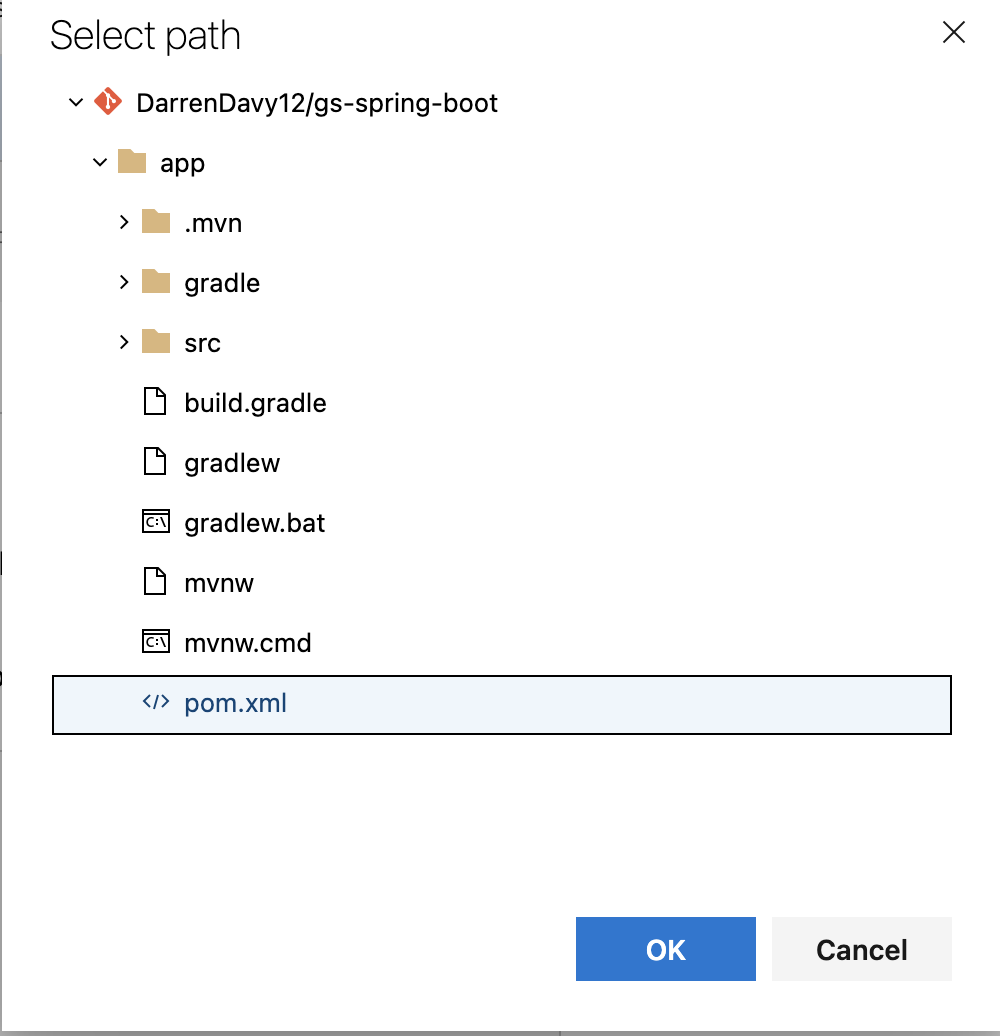 Select path
DarrenDavy12/gs-spring-boot
app
.mvn
gradle
src
build.gradle
gradlew
C:\ gradlew.bat
mvnw
C:\ mvnw.cmd
</> pom.xml
OK Cancel